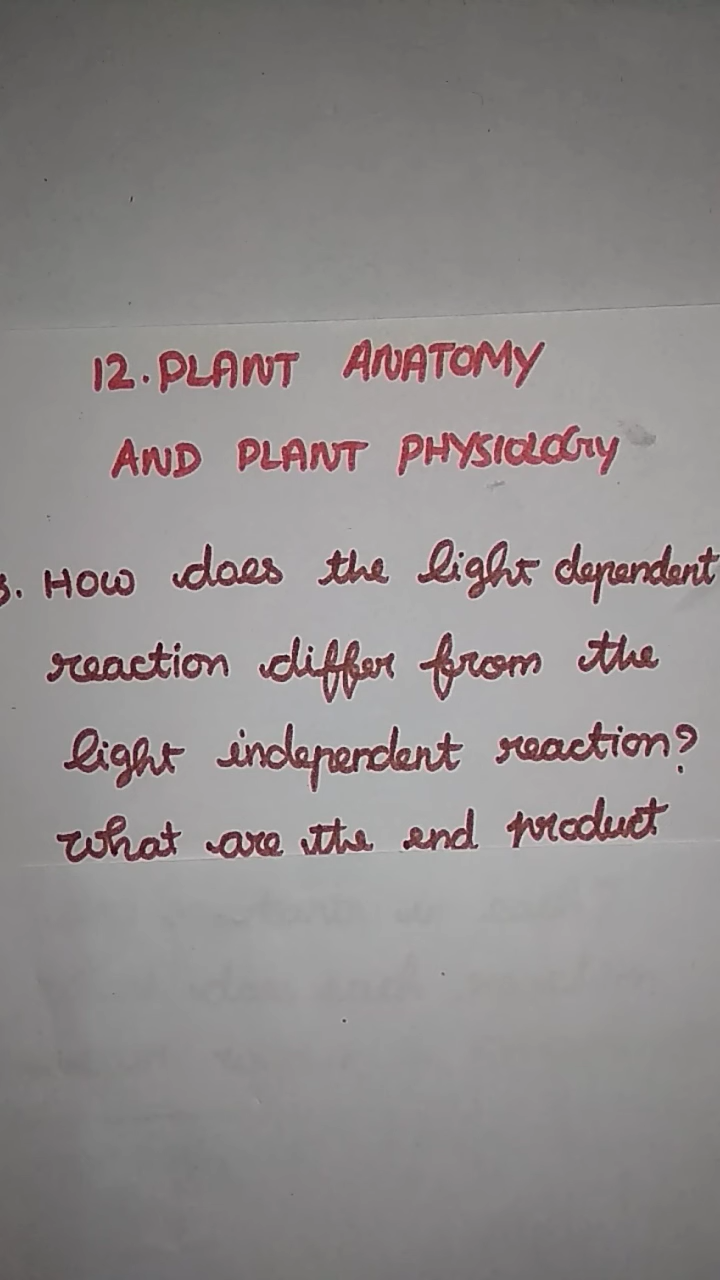 12. PLANT ANATOMY
AND PLANT PHYSIOLOGY
3. HOW does the light dependent
reaction differ from the
light independent reaction?
what are the end product